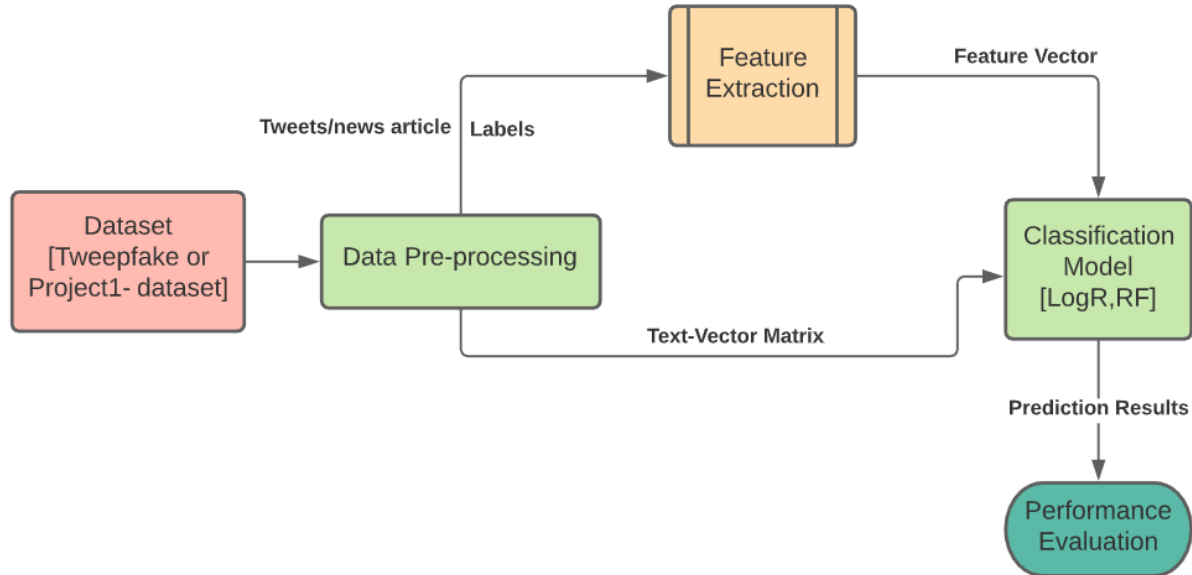 Feature
Extraction
Feature Vector
Tweets/news article
Labels
Dataset
[Tweepfake or
Project1- dataset]
Data Pre-processing
Classification
Model
[LogR,RF]
Text-Vector Matrix
Prediction Results
Performance
Evaluation